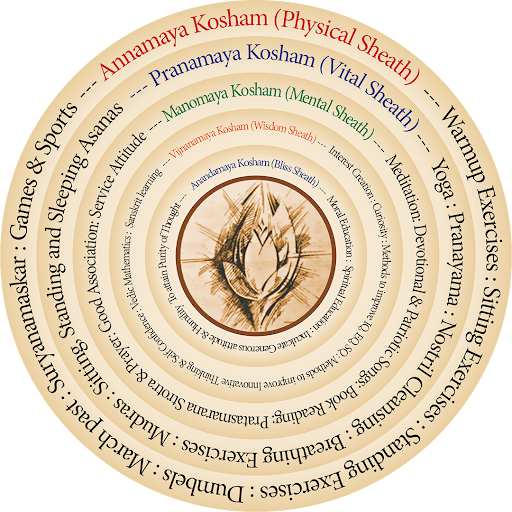 Annamaya Kosham (Physical Sheath) --- Warmup Exercises : Sitting Exercises : Standing Exercises : Dumbels : March past : Suryanamaskar : Games & Sports ---
Pranamaya Kosham (Vital Sheath) --- Yoga : Pranayama : Nostril Cleansing : Breathing Exercises : Mudras : Sitting, Standing and Sleeping Asanas ---
Manomaya Kosham (Mental Sheath) --- Meditation: Devotional & Patriotic Songs: Book Reading: Pratasmarana Strotra & Prayer: Good Association: Service Attitude ---
Vijnanamaya Kosham (Wisdom Sheath) --- Interest Creation : Curiosity : Methods to improve IQ, EQ, SQ : Methods to improve Innovative Thinking & Self Confidence : Vedic Mathematics : Sanskrit learning ---
Anandamaya Kosham (Bliss Sheath) --- Moral Education : Spiritual Education : Inculcate Generous attitude & Humility To attain Purity of Thought ---